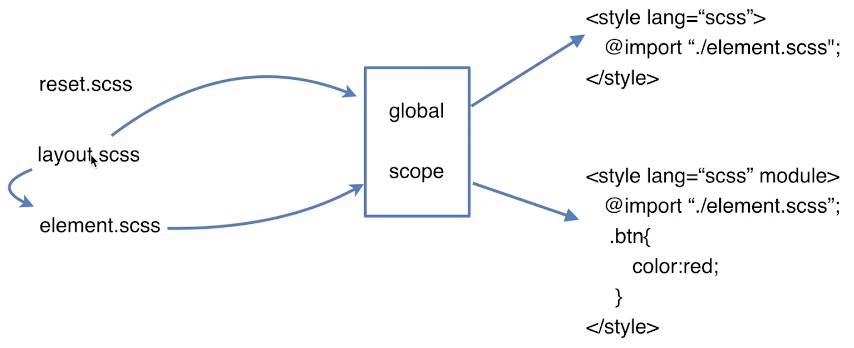 reset.scss
layout.scss
element.scss
global
scope
<style lang=“scss”>
@import “./element.scss";
</style>
<style lang=“scss” module>
@import “./element.scss”;
.btn{
color:red;
}
</style>